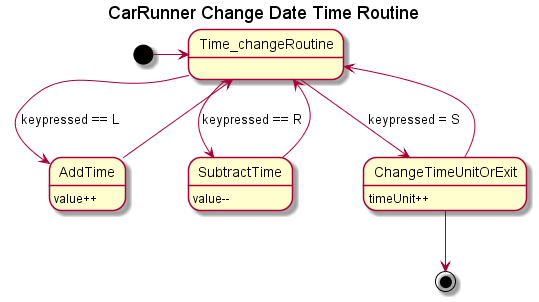 CarRunner Change Date Time Routine
Time_changeRoutine
keypressed == L
keypressed == R
keypressed = S
AddTime
value++
SubtractTime
value--
ChangeTimeUnitOrExit
timeUnit++